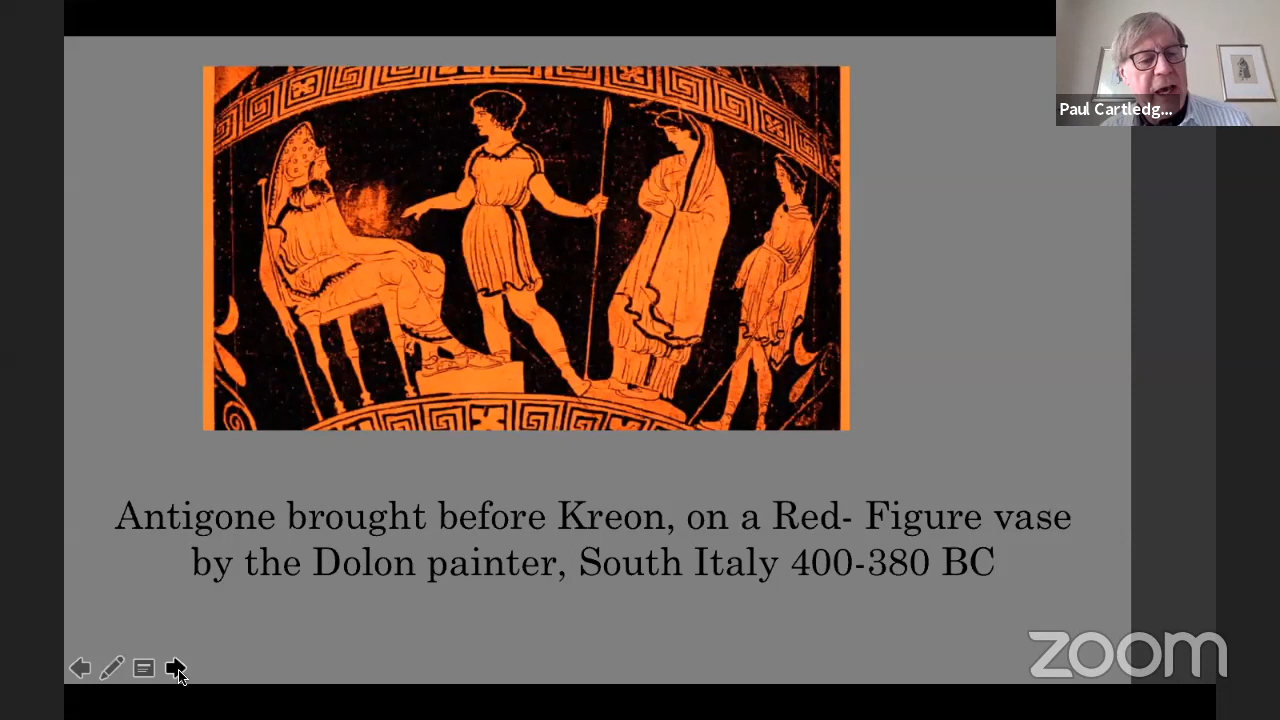 Paul Cartledg...
Antigone brought before Kreon, on a Red- Figure vase
by the Dolon painter, South Italy 400-380 BC
zoom